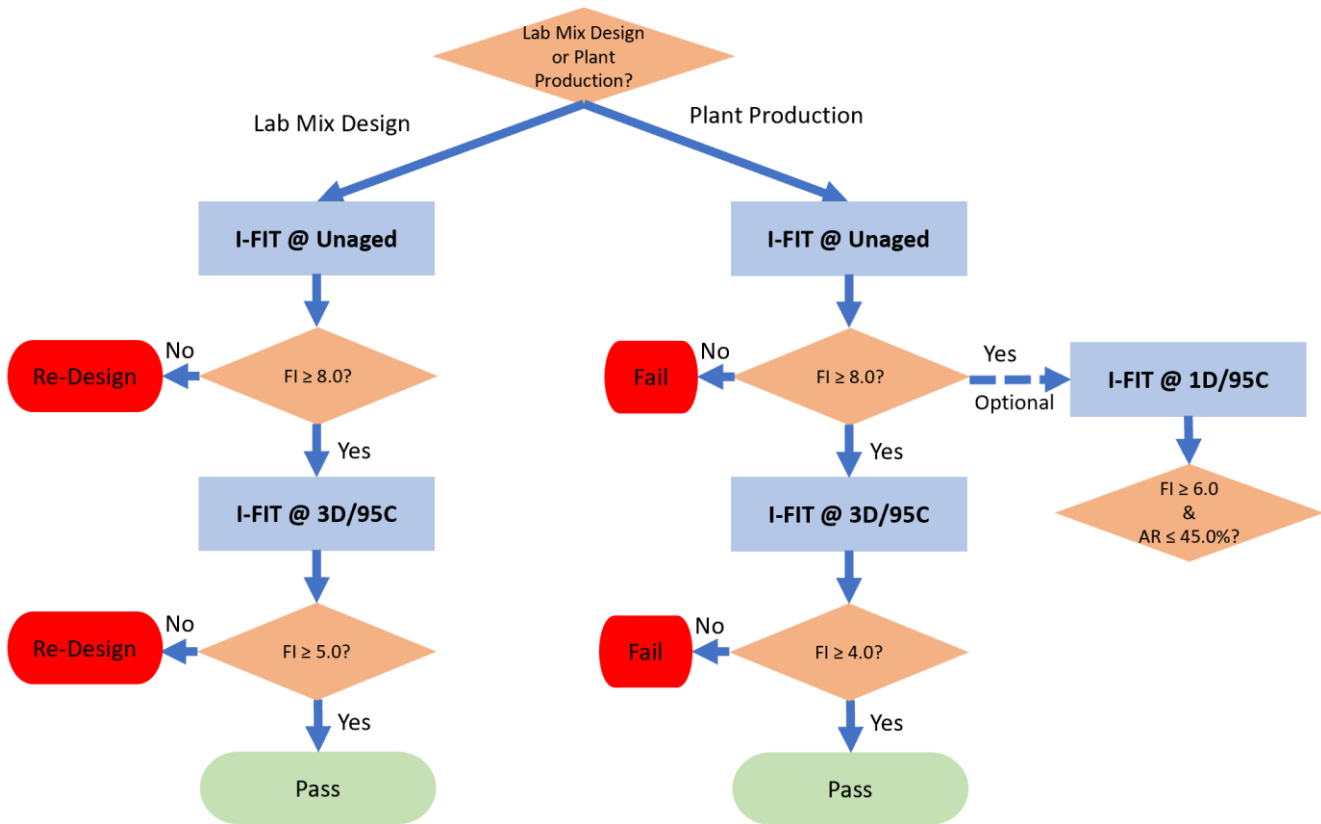 Lab Mix Design
or Plant
Production?
Lab Mix Design
Plant Production
I-FIT @ Unaged
I-FIT @ Unaged
Re-Design
No
FI ≥ 8.0?
Fail
No
FI ≥ 8.0?
Yes
Optional
I-FIT @ 1D/95C
Yes
Yes
I-FIT @ 3D/95C
I-FIT @ 3D/95C
FI ≥ 6.0
&
AR ≤ 45.0%?
Re-Design
No
FI ≥ 5.0?
Fail
No
FI ≥ 4.0?
Yes
Yes
Pass
Pass